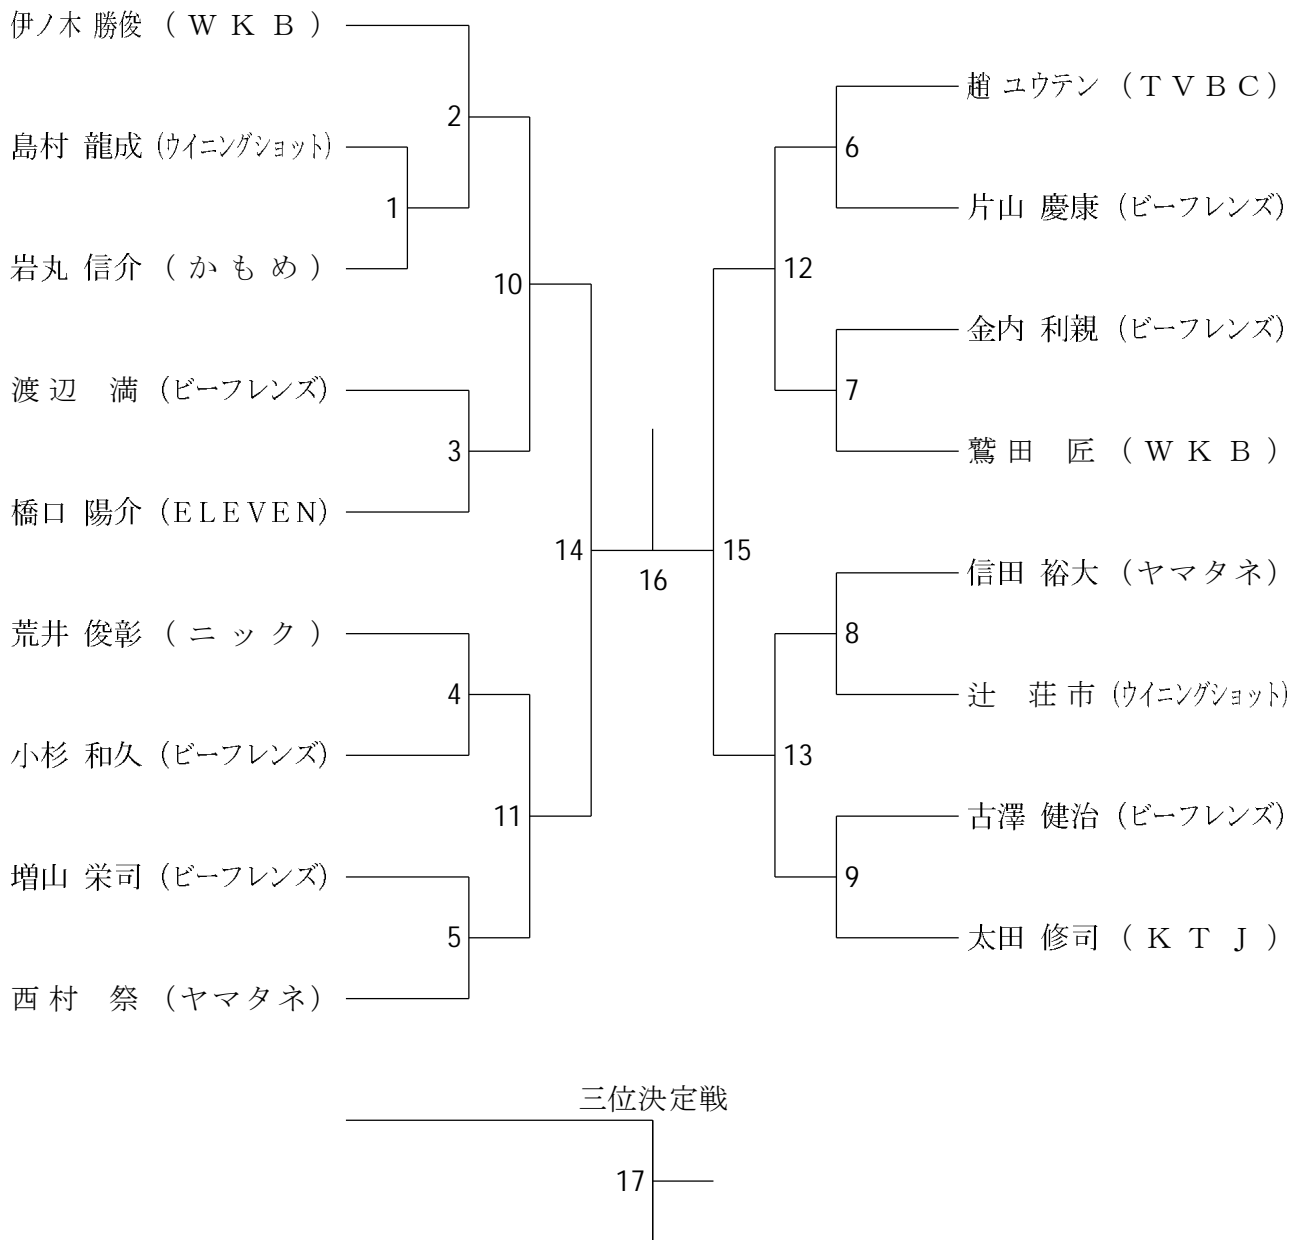 伊ノ木 勝俊 （ＷＫＢ）
2
島村 龍成 (ウイニングショット)
1
岩丸 信介 （かもめ）
10
渡辺 満 (ビーフレンズ)
3
橋口 陽介 (ELEVEN)
14
荒井 俊彰 （ニック）
4
小杉 和久 (ビーフレンズ)
11
増山 栄司 (ビーフレンズ)
5
西村 祭 （ヤマタネ）
16
趙 ユウテン （ＴＶＢＣ）
6
片山 慶康 (ビーフレンズ)
12
金内 利親 (ビーフレンズ)
7
鷲田 匠 （ＷＫＢ）
15
信田 裕大 （ヤマタネ）
8
辻 荘市 (ウイニングショット)
13
古澤 健治 (ビーフレンズ)
9
太田 修司 （ＫＴＪ）
三位決定戦
17